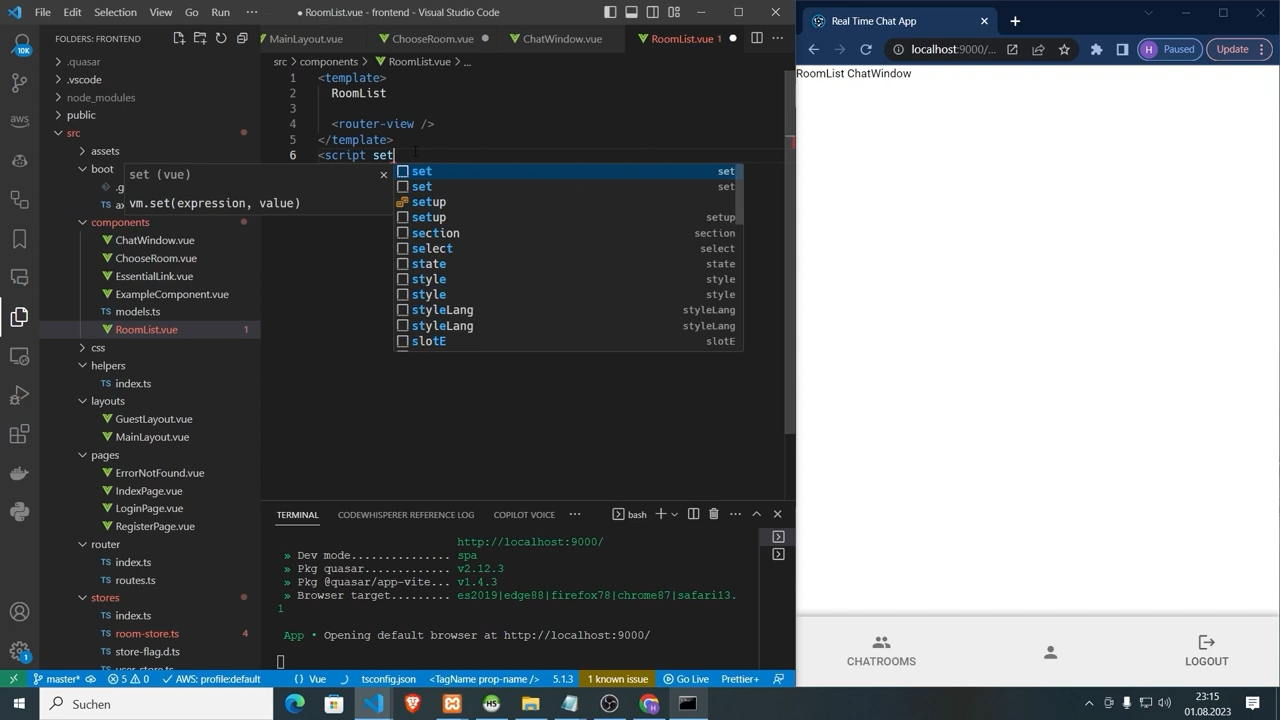 File Edit Selection View Go Run ··· ● RoomList.vue - frontend - Visual Studio Code
FOLDERS: FRONTEND
10K
.quasar
.vscode
node_modules
public
src
assets
boot
components
ChatWindow.vue
ChooseRoom.vue
EssentialLink.vue
ExampleComponent.vue
models.ts
RoomList.vue 1
css
helpers
index.ts
layouts
GuestLayout.vue
MainLayout.vue
pages
ErrorNotFound.vue
IndexPage.vue
LoginPage.vue
RegisterPage.vue
router
index.ts
routes.ts
stores
index.ts
room-store.ts 4
store-flag.d.ts
user-store.ts
MainLayout.vue ChooseRoom.vue ChatWindow.vue RoomList.vue 1
src > components > RoomList.vue > ...
1 <template>
2 RoomList
3
4 <router-view />
5 </template>
6 <script set
set (vue)
vm.set(expression, value)
set set
set set
setup
setup setup
section section
select select
state state
style style
style style
styleLang styleLang
styleLang styleLang
slotE slotE
TERMINAL CODEWHISPERER REFERENCE LOG COPILOT VOICE ··· bash
http://localhost:9000/
» Dev mode.............. spa
» Pkg quasar............ v2.12.3
» Pkg @quasar/app-vite... v1.4.3
» Browser target......... es2019|edge88|firefox78|chrome87|safari13.
1
App • Opening default browser at http://localhost:9000/
master* 5 0 AWS: profile:default {} Vue tsconfig.json <TagName prop-name /> 5.1.3 1 known issue Go Live Prettier+
Real Time Chat App
localhost:9000/... H Paused Update
RoomList ChatWindow
CHATROOMS
LOGOUT
Suchen
23:15
01.08.2023